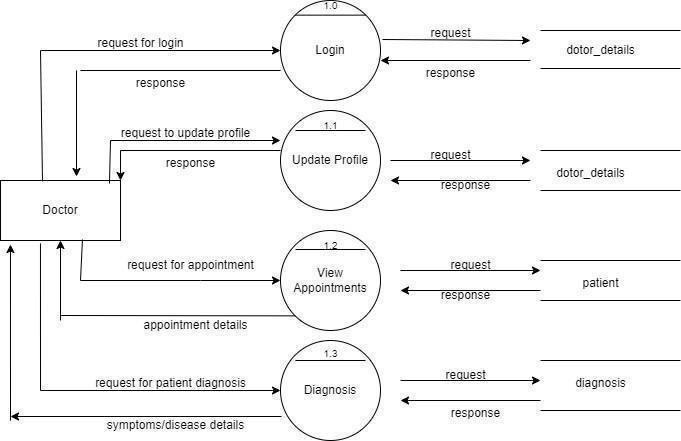 1.0
request for login
Login
request
dotor_details
response
response
1.1
request to update profile
Update Profile
request
dotor_details
response
response
Doctor
1.2
request for appointment
View
Appointments
request
patient
response
appointment details
1.3
request for patient diagnosis
Diagnosis
request
diagnosis
response
symptoms/disease details